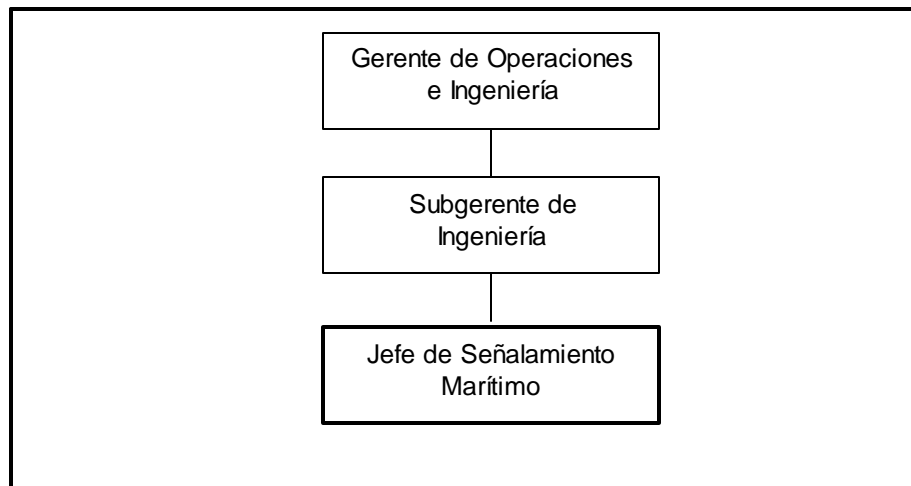 Gerente de Operaciones
e Ingeniería
Subgerente de
Ingeniería
Jefe de Señalamiento
Marítimo